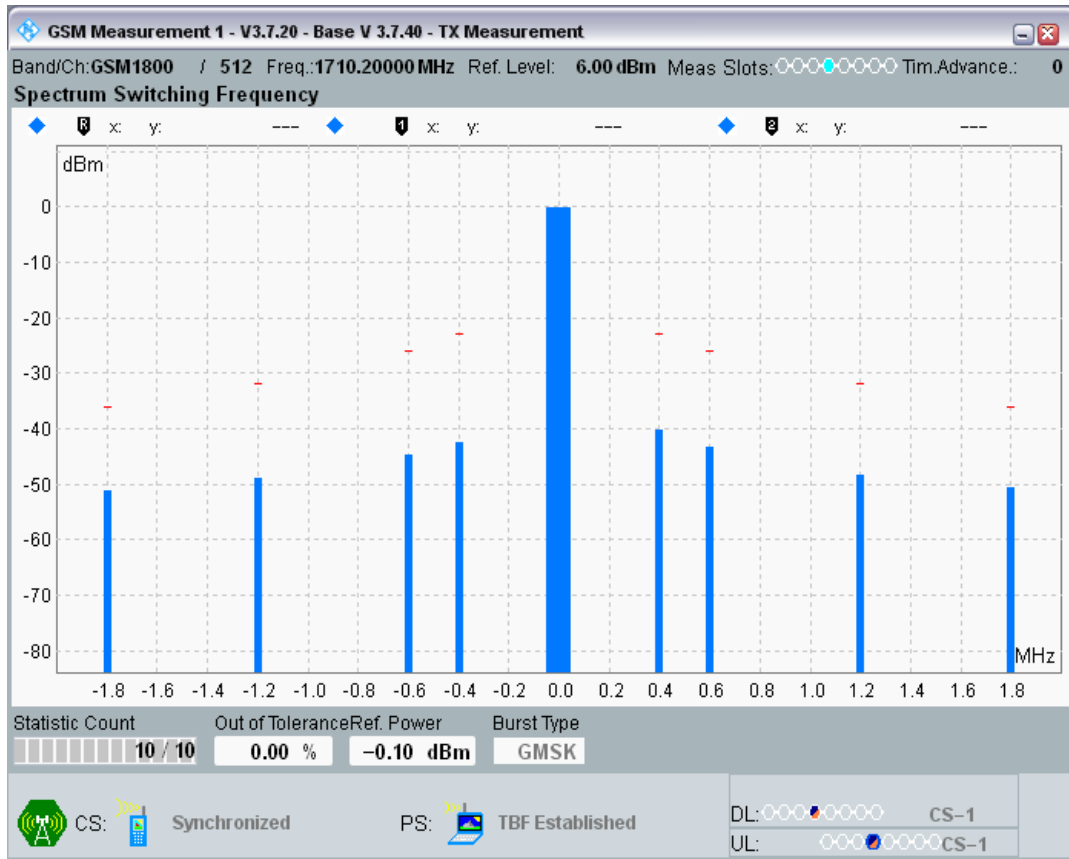 GSM Measurement 1 - V3.7.20 - Base V 3.7.40 - TX Measurement
Band/Ch:GSM1800 / 512 Freq.:1710.20000 MHz Ref. Level: 6.00 dBm Meas Slots: Tim.Advance.: 0
Spectrum Switching Frequency
R x: y: --- 1 x: y: --- 2 x: y: ---
dBm
0
-10
-20
-30
-40
-50
-60
-70
-80
MHz
-1.8 -1.6 -1.4 -1.2 -1.0 -0.8 -0.6 -0.4 -0.2 0.0 0.2 0.4 0.6 0.8 1.0 1.2 1.4 1.6 1.8
Statistic Count Out of Tolerance Ref. Power Burst Type
10 / 10 0.00 % −0.10 dBm GMSK
CS: Synchronized PS: TBF Established
DL: CS−1
UL: CS−1